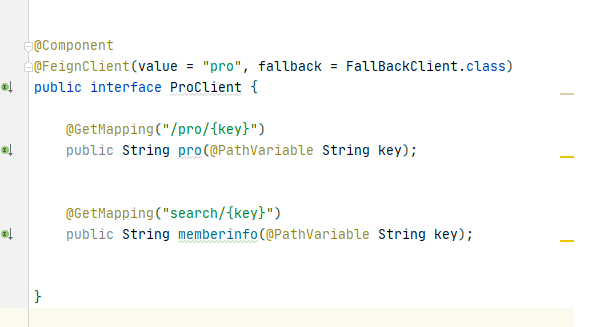 @Component
@FeignClient(value = "pro", fallback = FallBackClient.class)
public interface ProClient {
@GetMapping("/pro/{key}")
public String pro(@PathVariable String key);
@GetMapping("search/{key}")
public String memberinfo(@PathVariable String key);
}